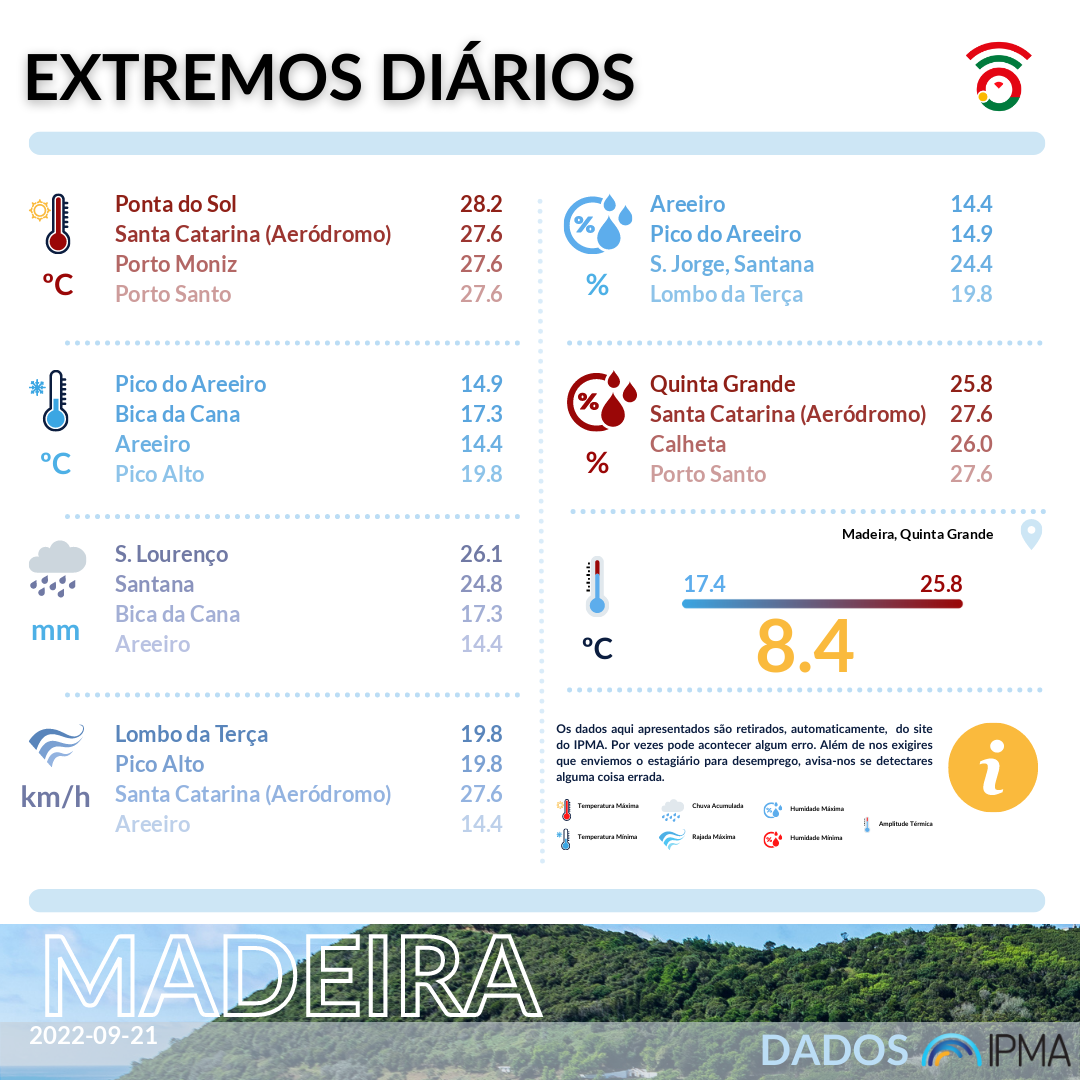 EXTREMOS DIÁRIOS
Ponta do Sol 28.2
Santa Catarina (Aeródromo) 27.6
Porto Moniz 27.6
Porto Santo 27.6
ºC
Pico do Areeiro 14.9
Bica da Cana 17.3
Areeiro 14.4
Pico Alto 19.8
ºC
S. Lourenço 26.1
Santana 24.8
Bica da Cana 17.3
Areeiro 14.4
mm
Lombo da Terça 19.8
Pico Alto 19.8
Santa Catarina (Aeródromo) 27.6
Areeiro 14.4
km/h
%
Areeiro 14.4
Pico do Areeiro 14.9
S. Jorge, Santana 24.4
Lombo da Terça 19.8
%
%
Quinta Grande 25.8
Santa Catarina (Aeródromo) 27.6
Calheta 26.0
Porto Santo 27.6
%
Madeira, Quinta Grande
17.4 25.8
8.4
ºC
Os dados aqui apresentados são retirados, automaticamente, do site
do IPMA. Por vezes pode acontecer algum erro. Além de nos exigires
que enviemos o estagiário para desemprego, avisa-nos se detectares
alguma coisa errada.
i
Temperatura Máxima Chuva Acumulada Humidade Máxima
Amplitude Térmica
Temperatura Mínima Rajada Máxima Humidade Mínima
MADEIRA
2022-09-21
DADOS IPMA